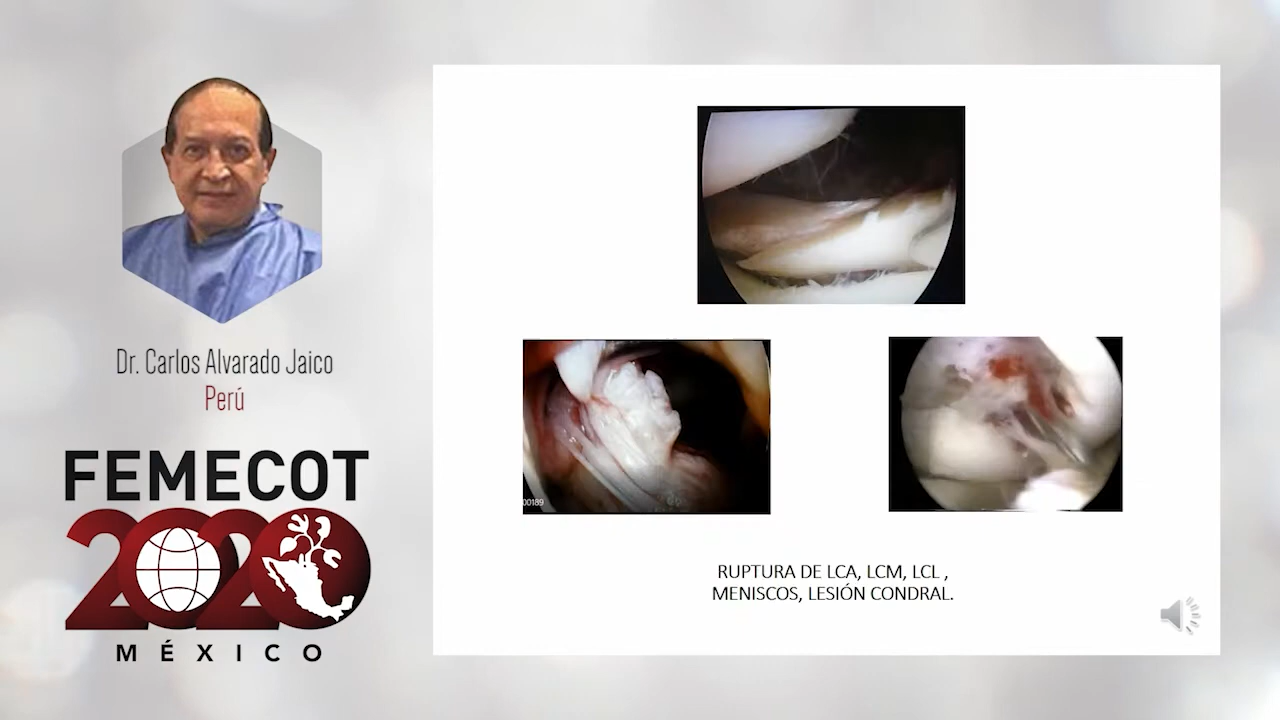 Dr. Carlos Alvarado Jaico
Perú
FEMECOT
2020
MÉXICO
00189
RUPTURA DE LCA, LCM, LCL ,
MENISCOS, LESIÓN CONDRAL.